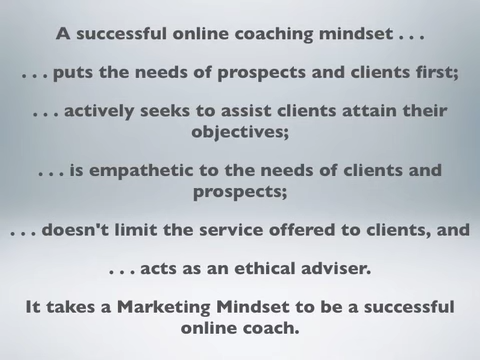 A successful online coaching mindset . . .
. . . puts the needs of prospects and clients first;
. . . actively seeks to assist clients attain their
objectives;
. . . is empathetic to the needs of clients and
prospects;
. . . doesn't limit the service offered to clients, and
. . . acts as an ethical adviser.
It takes a Marketing Mindset to be a successful
online coach.